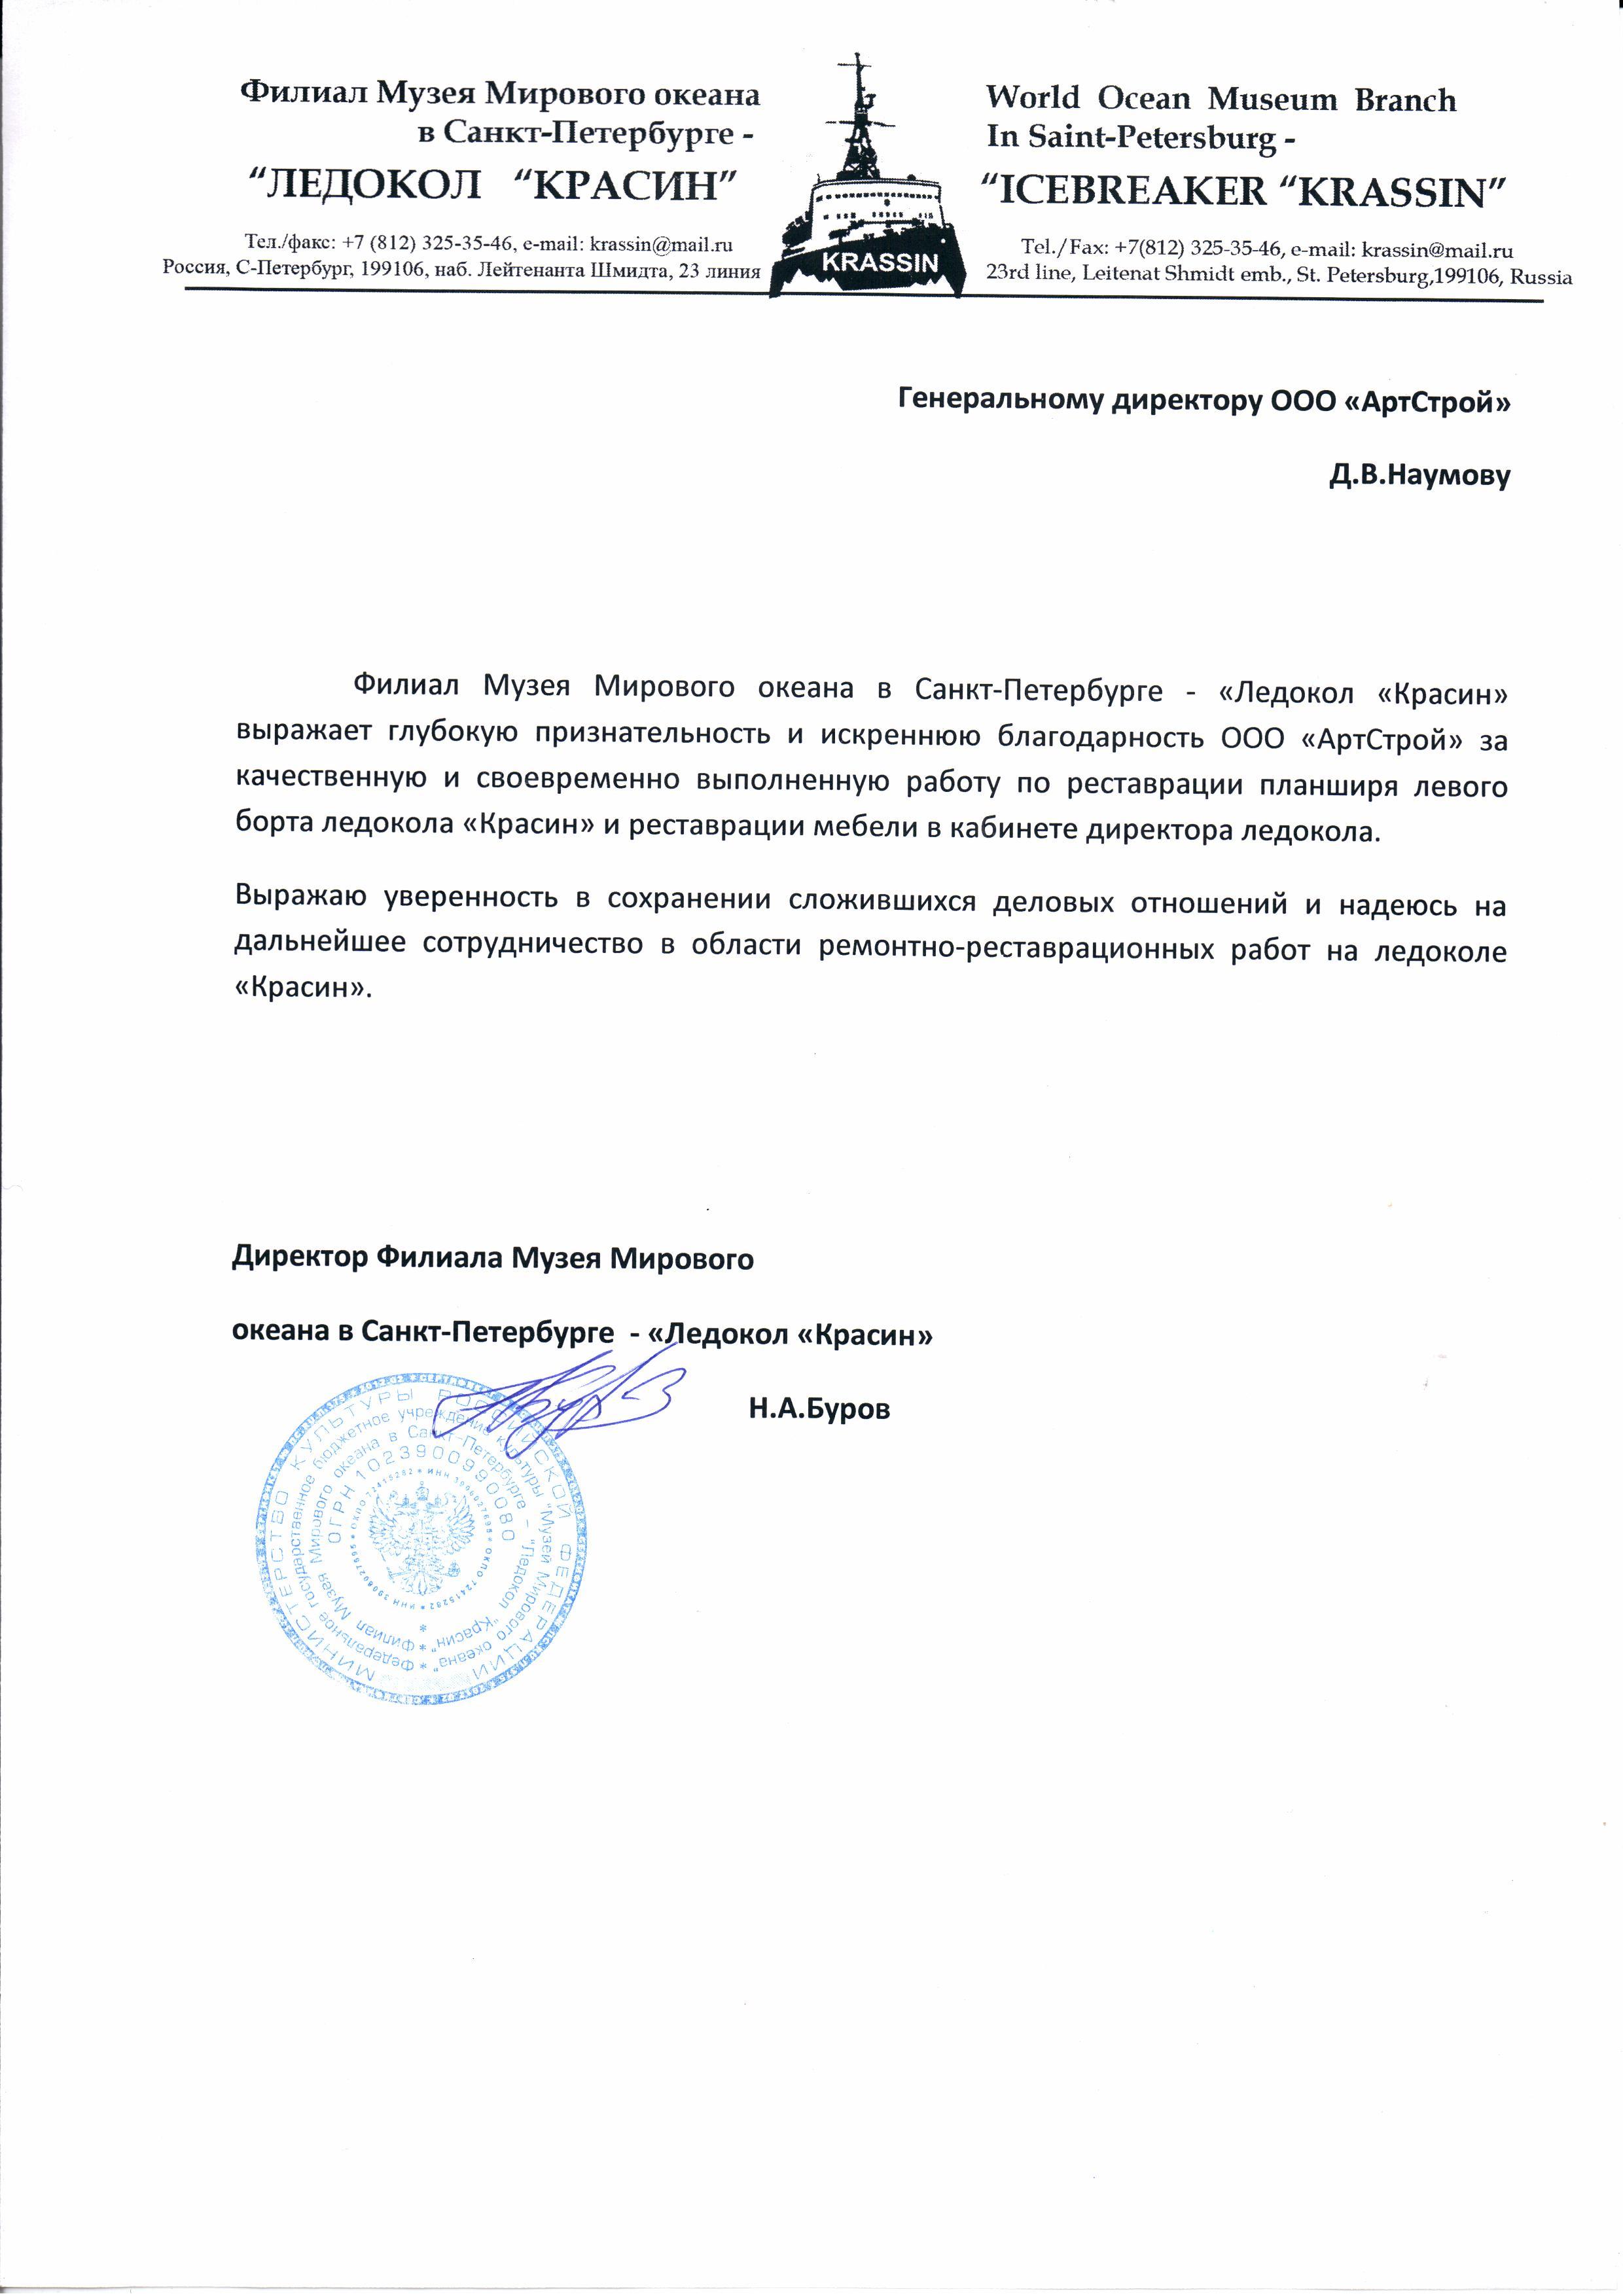 Филиал Музея Мирового океана
в Санкт-Петербурге -
“ЛЕДОКОЛ “КРАСИН”
Тел./факс: +7 (812) 325-35-46, e-mail: krassin@mail.ru
Россия, С-Петербург, 199106, наб. Лейтенанта Шмидта, 23 линия
KRASSIN
World Ocean Museum Branch
In Saint-Petersburg -
“ICEBREAKER “KRASSIN”
Tel./Fax: +7(812) 325-35-46, e-mail: krassin@mail.ru
23rd line, Leitenat Shmidt emb., St. Petersburg,199106, Russia
Генеральному директору ООО «АртСтрой»
Д.В.Наумову
Филиал Музея Мирового океана в Санкт-Петербурге - «Ледокол «Красин»
выражает глубокую признательность и искреннюю благодарность ООО «АртСтрой» за
качественную и своевременно выполненную работу по реставрации планширя левого
борта ледокола «Красин» и реставрации мебели в кабинете директора ледокола.
Выражаю уверенность в сохранении сложившихся деловых отношений и надеюсь на
дальнейшее сотрудничество в области ремонтно-реставрационных работ на ледоколе
«Красин».
Директор Филиала Музея Мирового
океана в Санкт-Петербурге - «Ледокол «Красин»
Н.А.Буров
МИНИСТЕРСТВО КУЛЬТУРЫ РОССИЙСКОЙ ФЕДЕРАЦИИ
* Федеральное государственное бюджетное учреждение культуры "Музей Мирового океана"
* Филиал Музея Мирового океана в Санкт-Петербурге - "Ледокол "Красин"
ОГРН 1023900990080